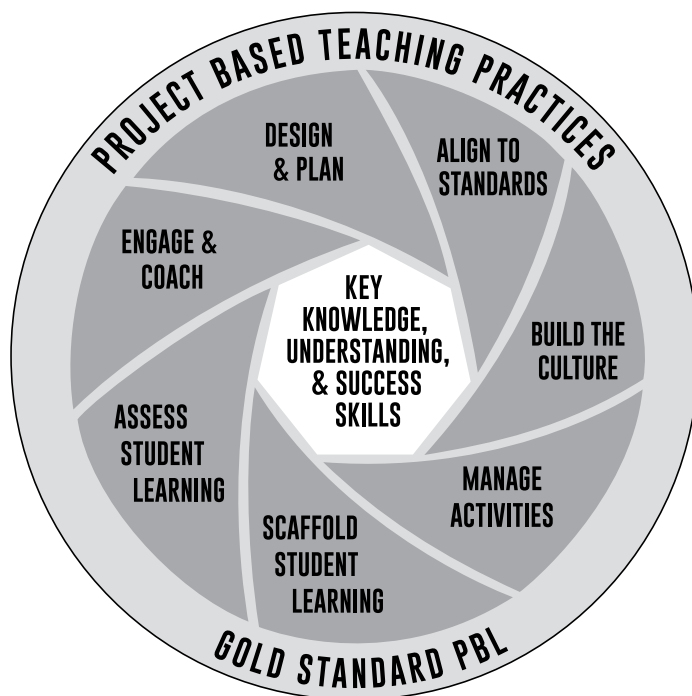 PROJECT BASED TEACHING PRACTICES
DESIGN
& PLAN
ALIGN TO
STANDARDS
ENGAGE &
COACH
KEY
KNOWLEDGE,
UNDERSTANDING,
& SUCCESS
SKILLS
BUILD THE
CULTURE
ASSESS
STUDENT
LEARNING
MANAGE
ACTIVITIES
SCAFFOLD
STUDENT
LEARNING
GOLD STANDARD PBL